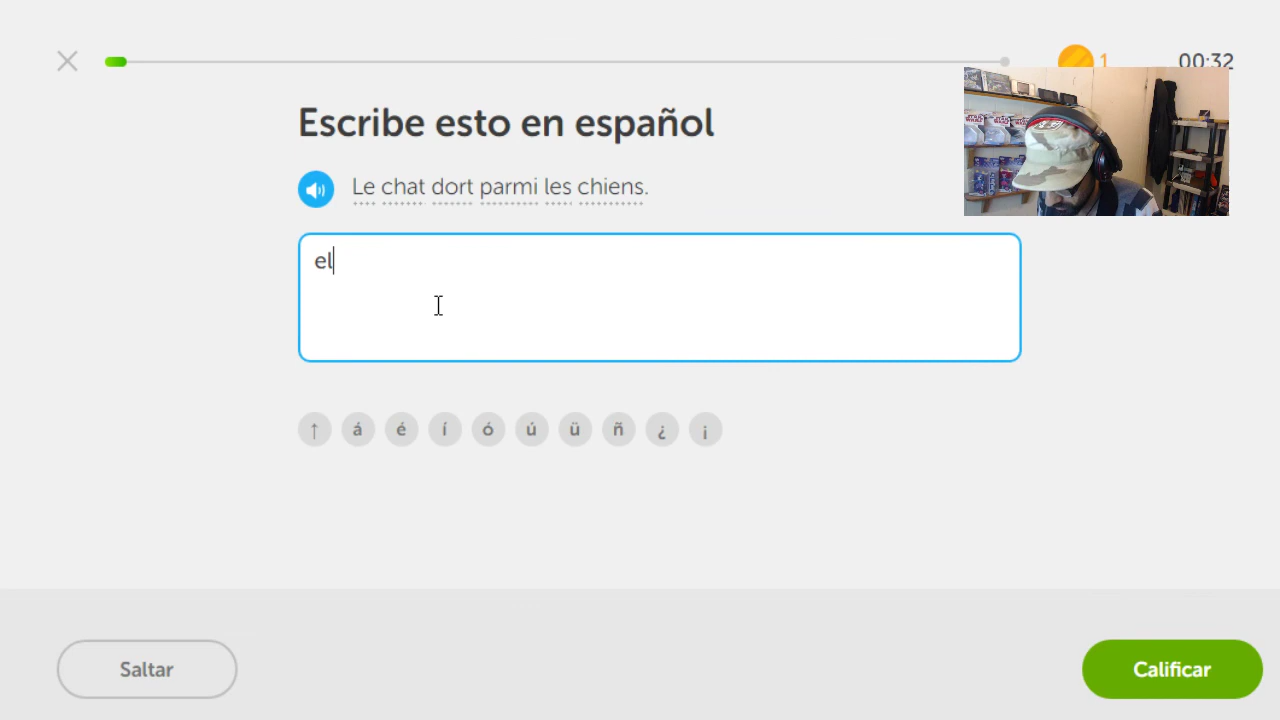 1
00:32
Escribe esto en español
Le chat dort parmi les chiens.
el
↑ á é í ó ú ü ñ ¿ ¡
Saltar
Calificar